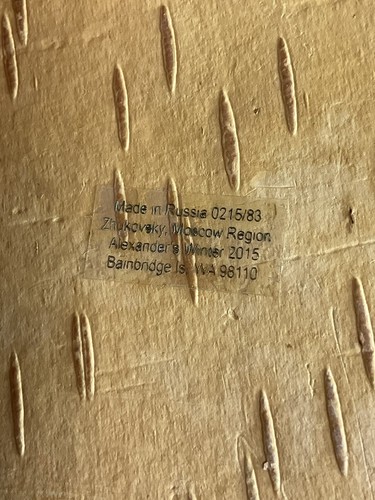 Made in Russia 0215/83
Zhukovsky, Moscow Region
Alexander's Winter 2015
Bainbridge Is, WA 98110